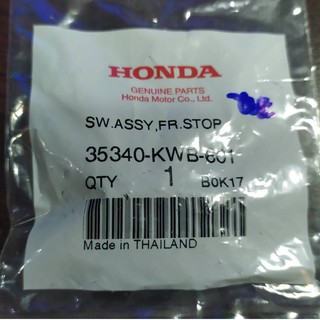 HONDA
GENUINE PARTS
Honda Motor Co., Ltd.
SW.ASSY,FR.STOP
35340-KWB-601
QTY 1 B0K17
Made in THAILAND